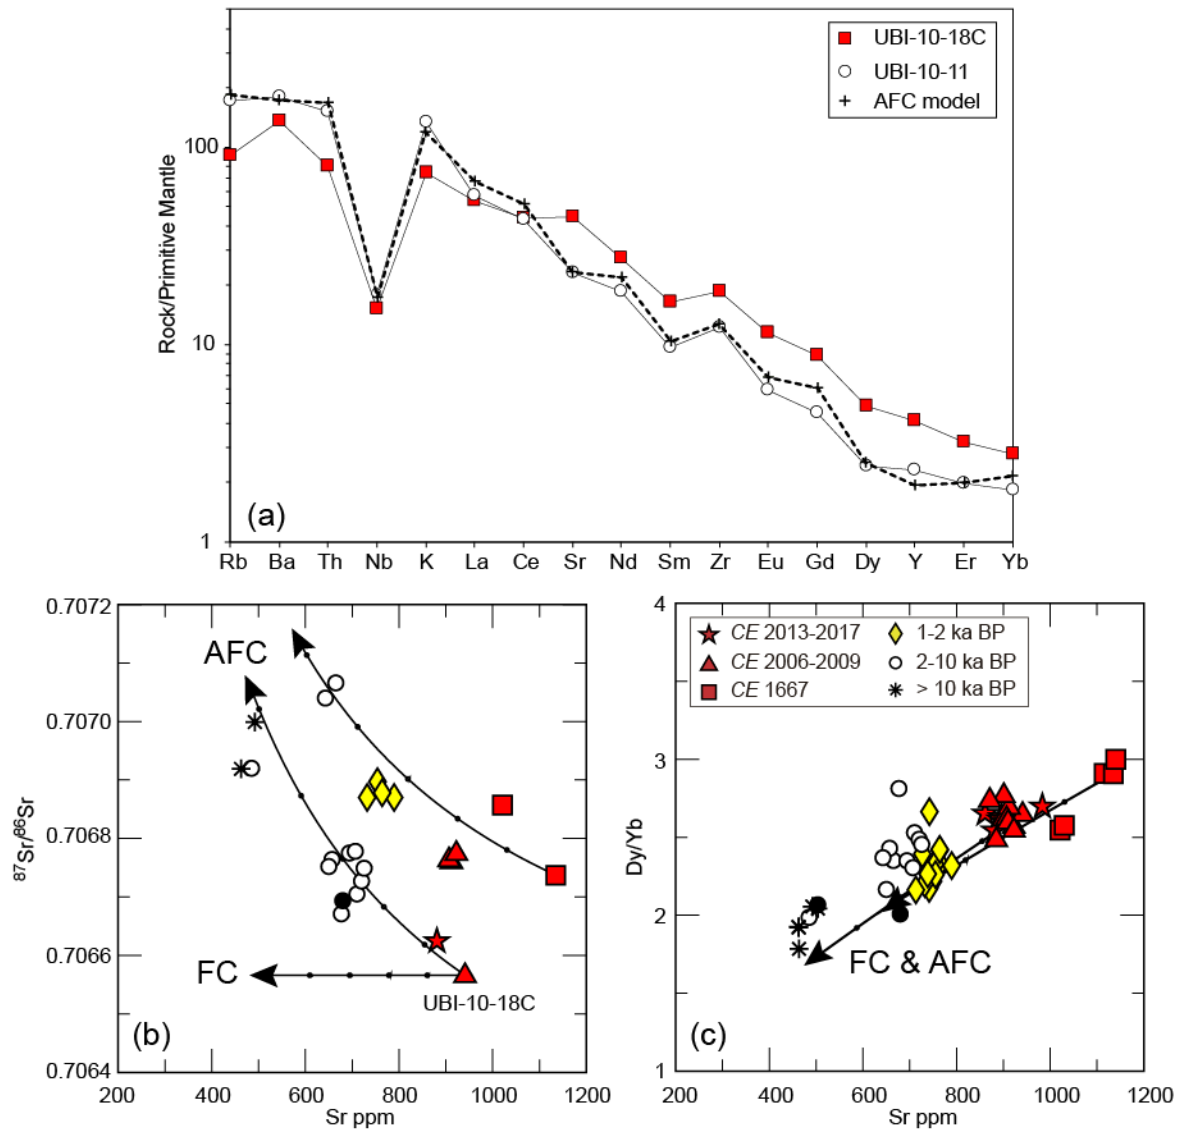 UBI-10-18C
UBI-10-11
AFC model
Rock/Primitive Mantle
100
10
1
(a)
Rb Ba Th Nb K La Ce Sr Nd Sm Zr Eu Gd Dy Y Er Yb
0.7072
0.7070
0.7068
0.7066
0.7064
87Sr/86Sr
AFC
FC
UBI-10-18C
(b)
200 400 600 800 1000 1200
Sr ppm
4
3
2
1
Dy/Yb
CE 2013-2017
CE 2006-2009
CE 1667
1-2 ka BP
2-10 ka BP
> 10 ka BP
FC & AFC
(c)
200 400 600 800 1000 1200
Sr ppm